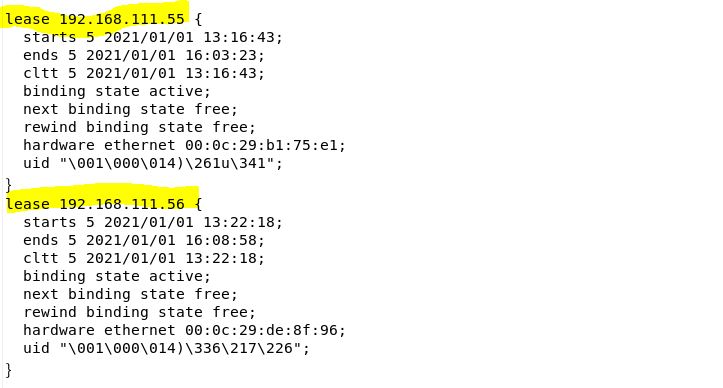 lease 192.168.111.55 {
  starts 5 2021/01/01 13:16:43;
  ends 5 2021/01/01 16:03:23;
  cltt 5 2021/01/01 13:16:43;
  binding state active;
  next binding state free;
  rewind binding state free;
  hardware ethernet 00:0c:29:b1:75:e1;
  uid "\001\000\014)\261u\341";
}
lease 192.168.111.56 {
  starts 5 2021/01/01 13:22:18;
  ends 5 2021/01/01 16:08:58;
  cltt 5 2021/01/01 13:22:18;
  binding state active;
  next binding state free;
  rewind binding state free;
  hardware ethernet 00:0c:29:de:8f:96;
  uid "\001\000\014)\336\217\226";
}